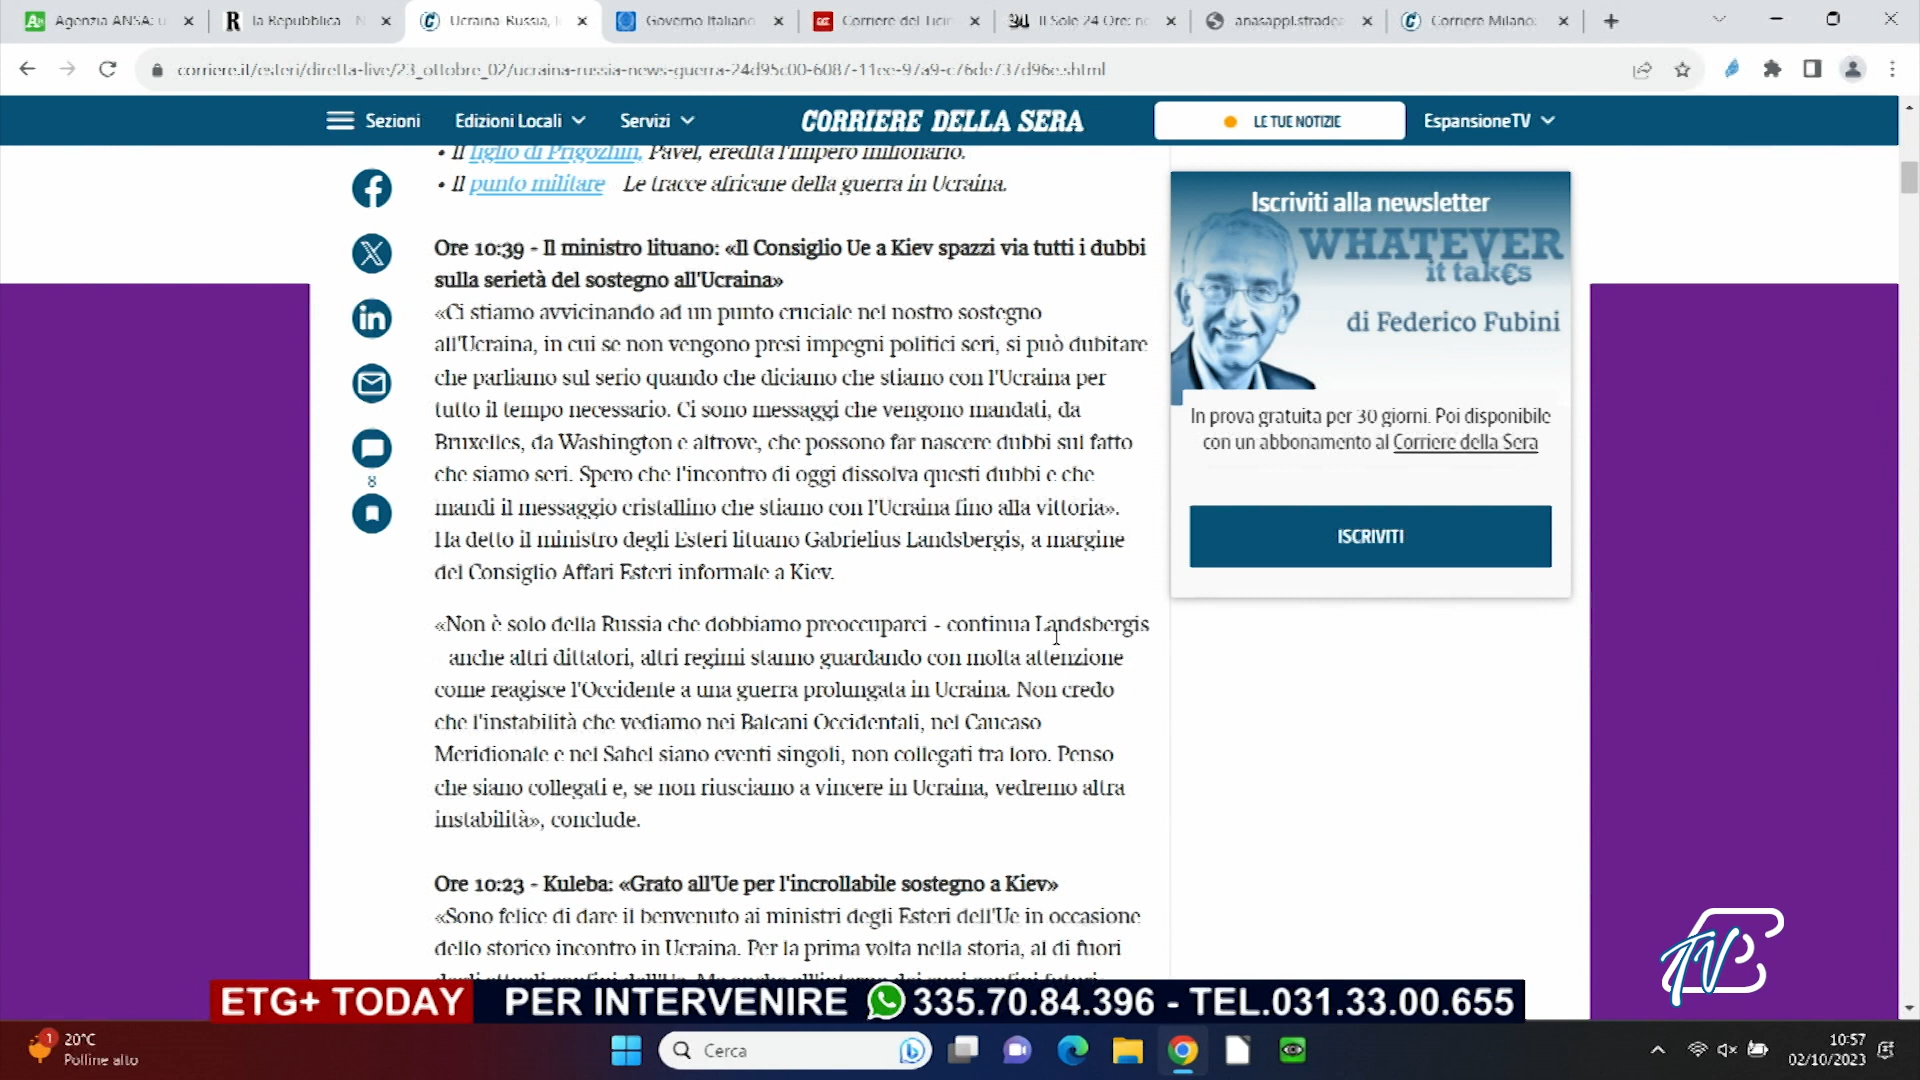 Agenzia ANSA: u
la Repubblica - N
Ucraina-Russia, l
Governo Italiano
Corriere del Ticin
Il Sole 24 Ore: no
anasappl.strade
Corriere Milano:
corriere.it/esteri/diretta-live/23_ottobre_02/ucraina-russia-news-guerra-24d95c00-6087-11ee-97a9-c76de737d96e.shtml
Sezioni
Edizioni Locali
Servizi
CORRIERE DELLA SERA
LE TUE NOTIZIE
EspansioneTV
• Il figlio di Prigozhin, Pavel, eredita l'impero milionario.
• Il punto militare Le tracce africane della guerra in Ucraina.
Ore 10:39 - Il ministro lituano: «Il Consiglio Ue a Kiev spazzi via tutti i dubbi
sulla serietà del sostegno all'Ucraina»
«Ci stiamo avvicinando ad un punto cruciale nel nostro sostegno
all'Ucraina, in cui se non vengono presi impegni politici seri, si può dubitare
che parliamo sul serio quando che diciamo che stiamo con l'Ucraina per
tutto il tempo necessario. Ci sono messaggi che vengono mandati, da
Bruxelles, da Washington e altrove, che possono far nascere dubbi sul fatto
che siamo seri. Spero che l'incontro di oggi dissolva questi dubbi e che
mandi il messaggio cristallino che stiamo con l'Ucraina fino alla vittoria».
Ha detto il ministro degli Esteri lituano Gabrielius Landsbergis, a margine
del Consiglio Affari Esteri informale a Kiev.
«Non è solo della Russia che dobbiamo preoccuparci - continua Landsbergis
anche altri dittatori, altri regimi stanno guardando con molta attenzione
come reagisce l'Occidente a una guerra prolungata in Ucraina. Non credo
che l'instabilità che vediamo nei Balcani Occidentali, nel Caucaso
Meridionale e nel Sahel siano eventi singoli, non collegati tra loro. Penso
che siano collegati e, se non riusciamo a vincere in Ucraina, vedremo altra
instabilità», conclude.
Ore 10:23 - Kuleba: «Grato all'Ue per l'incrollabile sostegno a Kiev»
«Sono felice di dare il benvenuto ai ministri degli Esteri dell'Ue in occasione
dello storico incontro in Ucraina. Per la prima volta nella storia, al di fuori
8
Iscriviti alla newsletter
WHATEVER
it tak€s
di Federico Fubini
In prova gratuita per 30 giorni. Poi disponibile
con un abbonamento al Corriere della Sera
ISCRIVITI
ETG+ TODAY
PER INTERVENIRE 335.70.84.396 - TEL.031.33.00.655
1
20°C
Polline alto
Cerca
10:57
02/10/2023